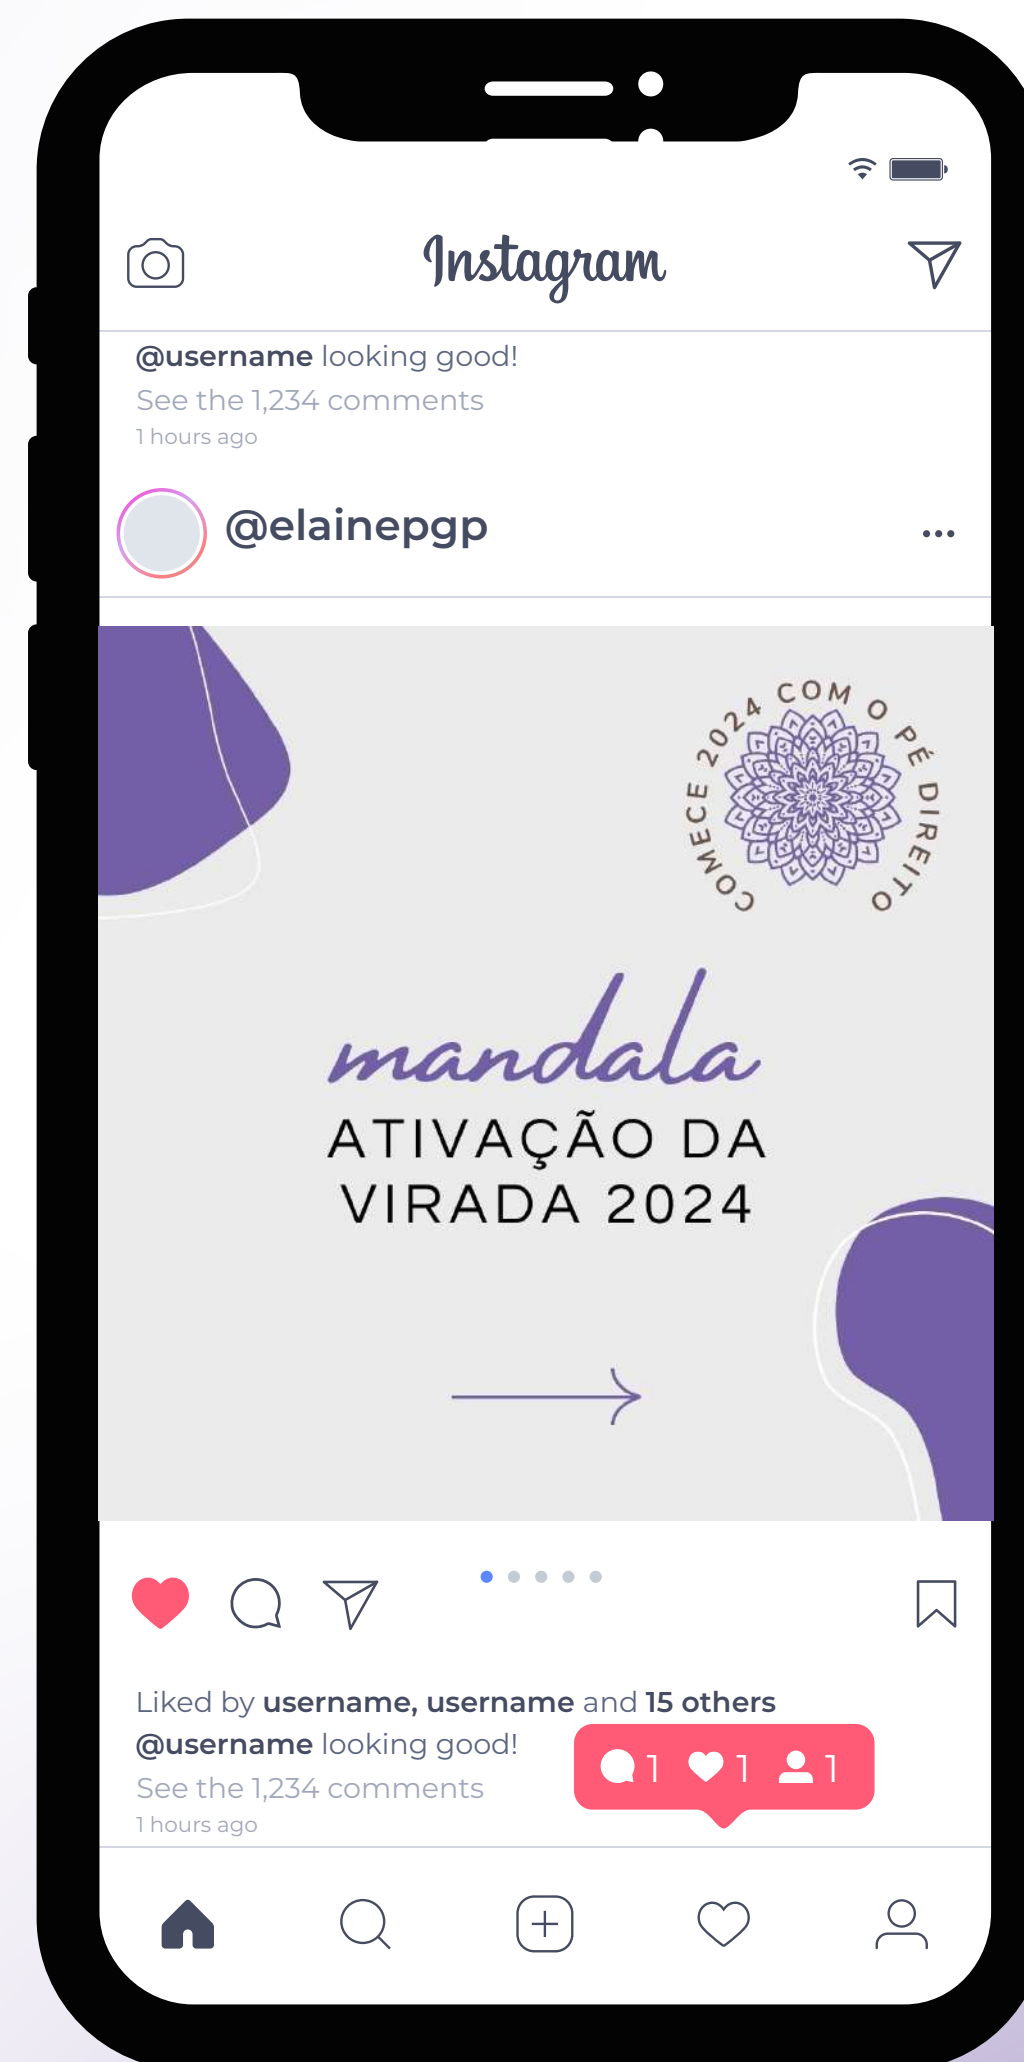 Instagram
@username looking good!
See the 1,234 comments
1 hours ago
@elainepgp
COMECE 2024 COM O PÉ DIREITO
mandala
ATIVAÇÃO DA
VIRADA 2024
Liked by username, username and 15 others
@username looking good!
1 1 1
See the 1,234 comments
1 hours ago